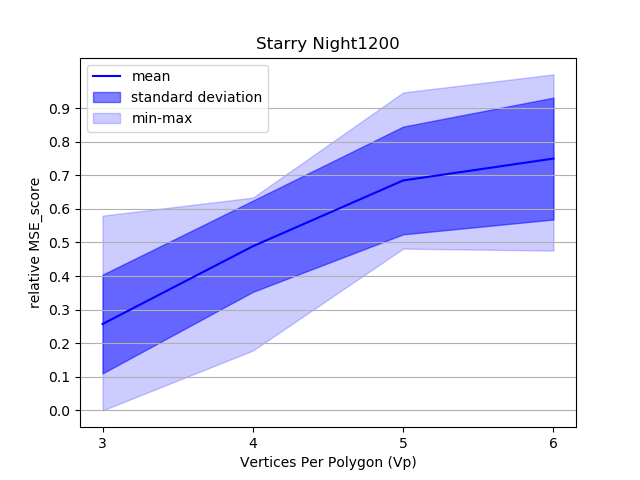 Starry Night1200
mean
standard deviation
min-max
relative MSE_score
0.9
0.8
0.7
0.6
0.5
0.4
0.3
0.2
0.1
0.0
3 4 5 6
Vertices Per Polygon (Vp)